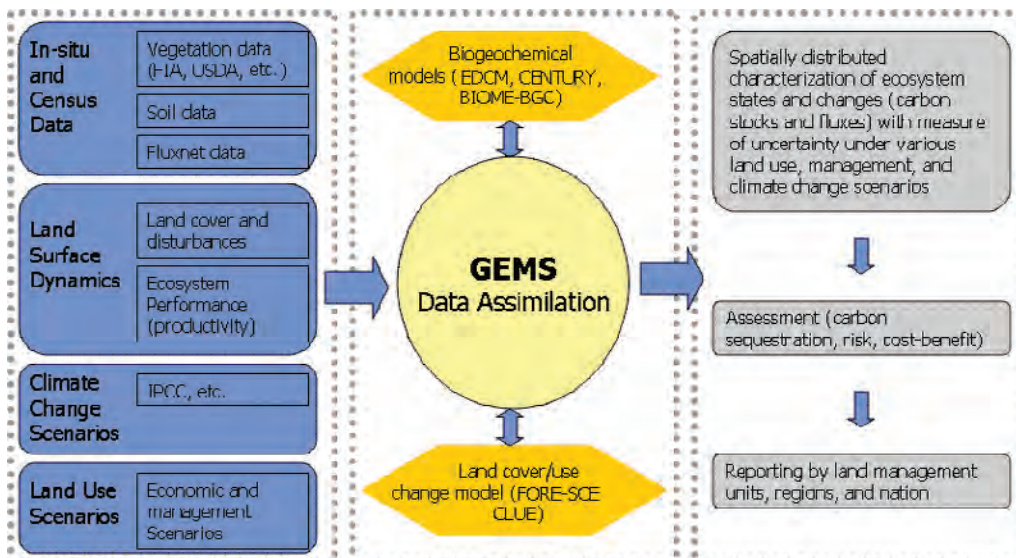 In-situ
and
Census
Data
Vegetation data
(FIA, USDA, etc.)
Soil data
Fluxnet data
Land
Surface
Dynamics
Land cover and
disturbances
Ecosystem
Performance
(productivity)
Climate
Change
Scenarios
IPCC, etc.
Land Use
Scenarios
Economic and
management
Scenarios
Biogeochemical
models (EDCM, CENTURY,
BIOME-BGC)
GEMS
Data Assimilation
Land cover/use
change model (FORE-SCE
CLUE)
Spatially distributed
characterization of ecosystem
states and changes (carbon
stocks and fluxes) with measure
of uncertainty under various
land use, management, and
climate change scenarios
Assessment (carbon
sequestration, risk, cost-benefit)
Reporting by land management
units, regions, and nation